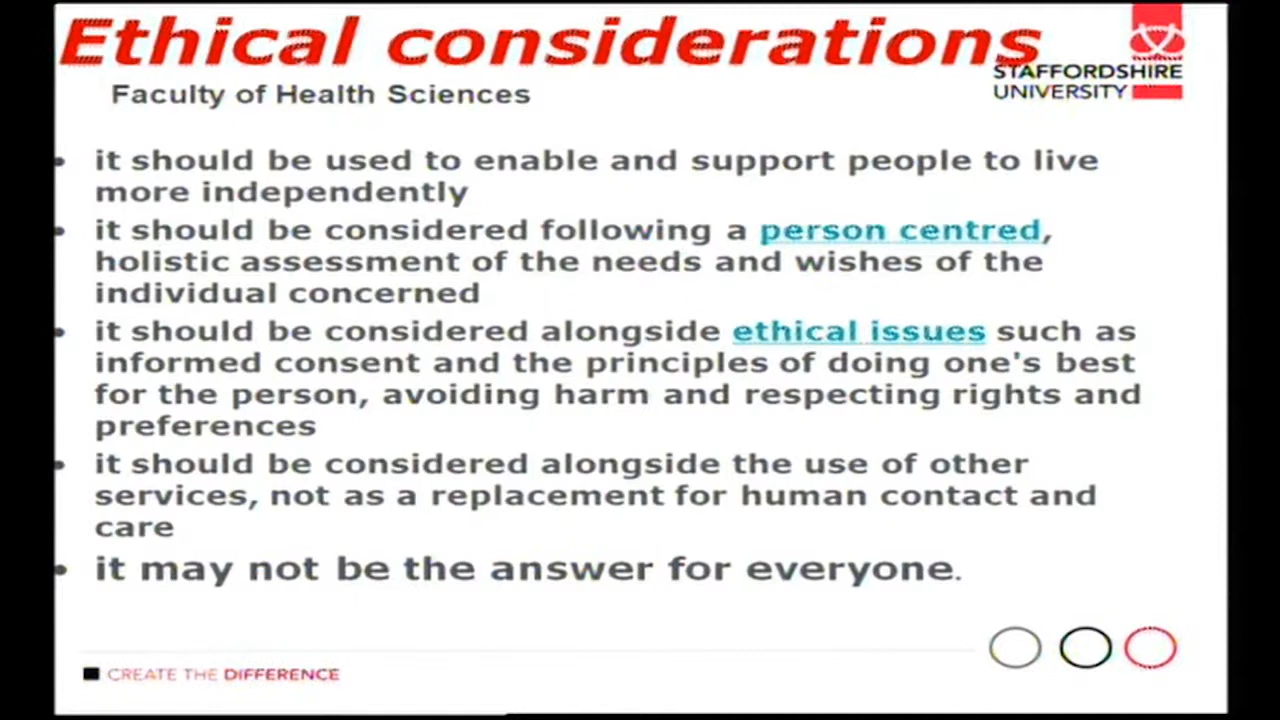 Ethical considerations
STAFFORDSHIRE
UNIVERSITY
Faculty of Health Sciences
• it should be used to enable and support people to live
more independently
• it should be considered following a person centred,
holistic assessment of the needs and wishes of the
individual concerned
• it should be considered alongside ethical issues such as
informed consent and the principles of doing one's best
for the person, avoiding harm and respecting rights and
preferences
• it should be considered alongside the use of other
services, not as a replacement for human contact and
care
• it may not be the answer for everyone.
CREATE THE DIFFERENCE